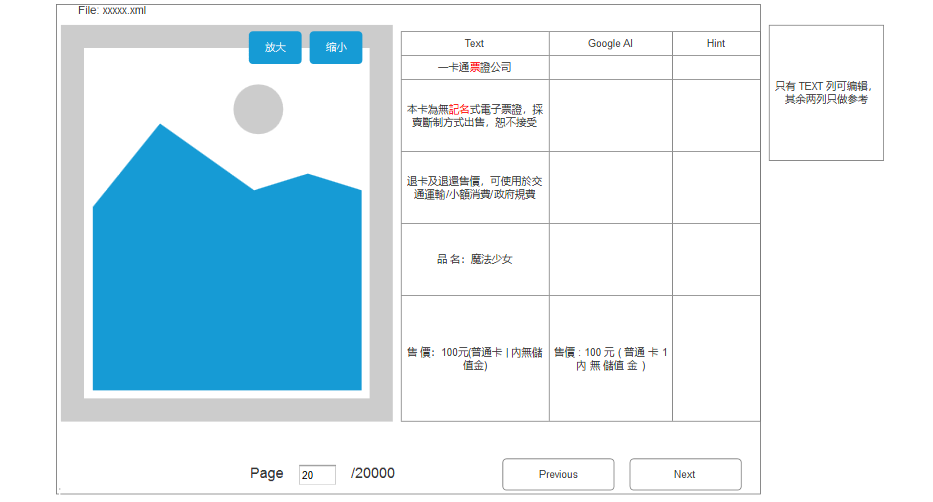 File: xxxxx.xml
放大
缩小
Text
Google AI
Hint
一卡通票證公司
本卡為無記名式電子票證，採
賣斷制方式出售，恕不接受
退卡及退還售價，可使用於交
通運輸/小額消費/政府規費
品 名：魔法少女
售 價：100元(普通卡 | 內無儲
值金)
售價 : 100 元 ( 普通 卡 1
內 無 儲值 金 )
只有 TEXT 列可编辑，
其余两列只做参考
Page
20
/20000
Previous
Next